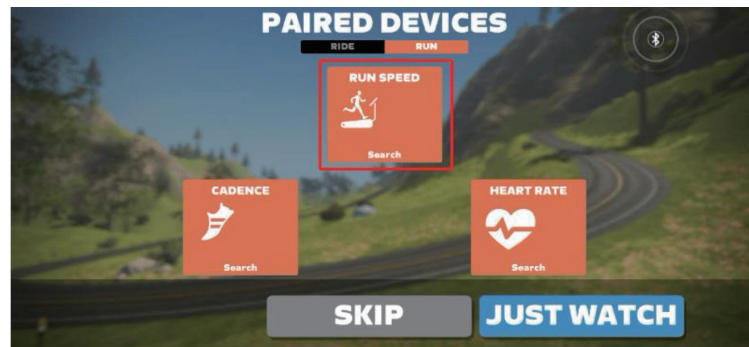 PAIRED DEVICES
RIDE RUN
RUN SPEED
Search
CADENCE
Search
HEART RATE
Search
SKIP
JUST WATCH